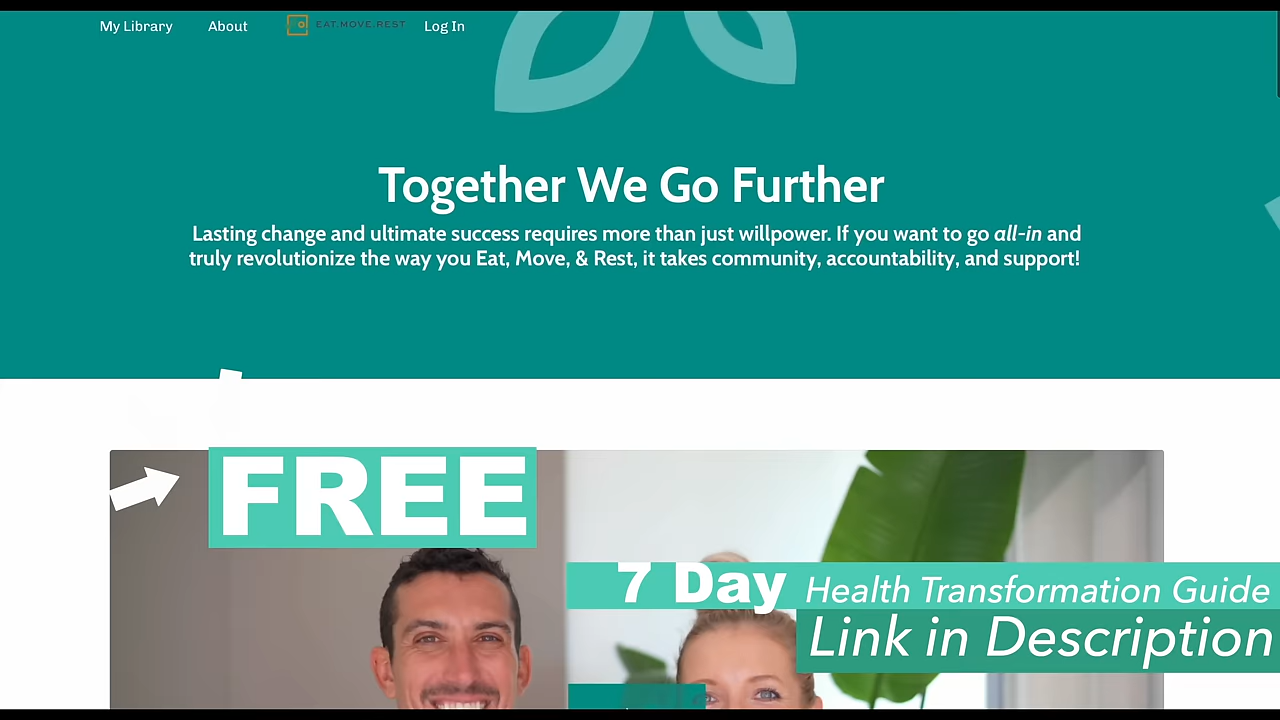 My Library About EAT.MOVE.REST Log In
Together We Go Further
Lasting change and ultimate success requires more than just willpower. If you want to go all-in and
truly revolutionize the way you Eat, Move, & Rest, it takes community, accountability, and support!
FREE
7 Day Health Transformation Guide
Link in Description